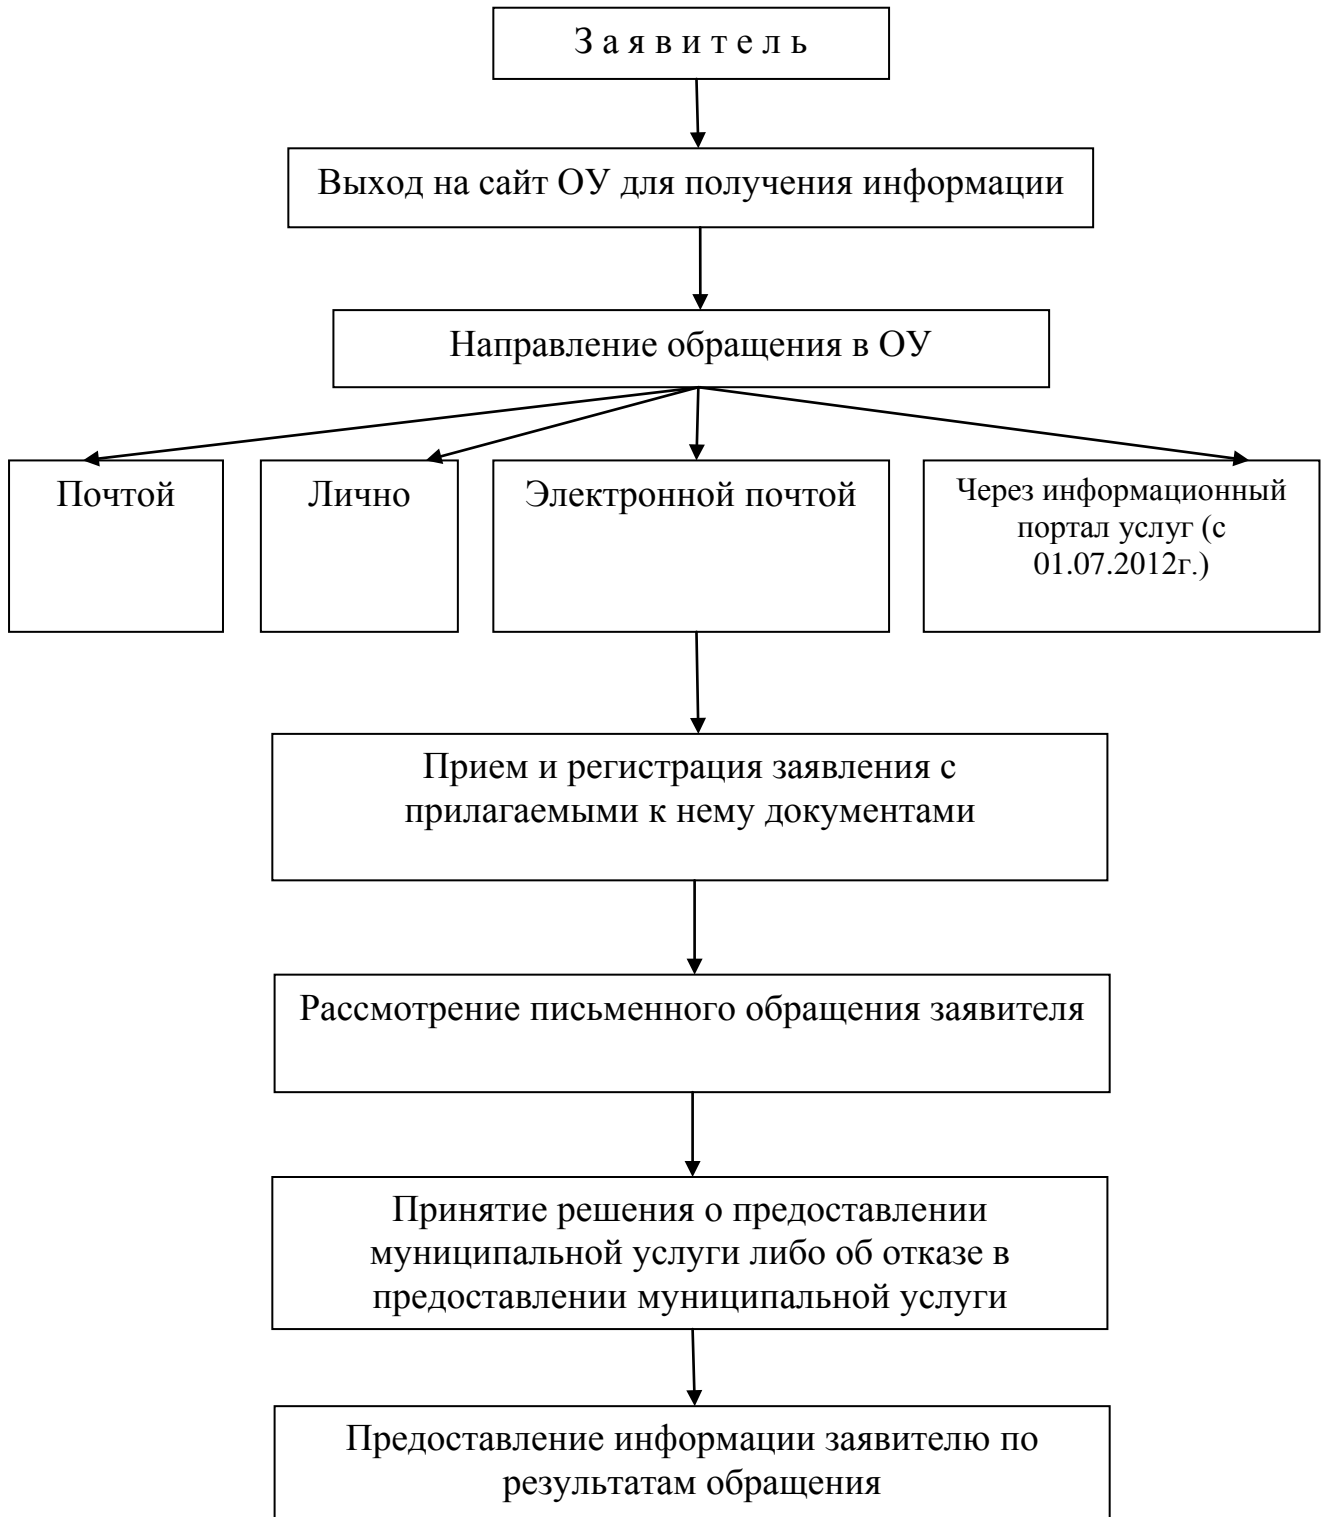 З а я в и т е л ь
Выход на сайт ОУ для получения информации
Направление обращения в ОУ
Почтой
Лично
Электронной почтой
Через информационный
портал услуг (с
01.07.2012г.)
Прием и регистрация заявления с
прилагаемыми к нему документами
Рассмотрение письменного обращения заявителя
Принятие решения о предоставлении
муниципальной услуги либо об отказе в
предоставлении муниципальной услуги
Предоставление информации заявителю по
результатам обращения